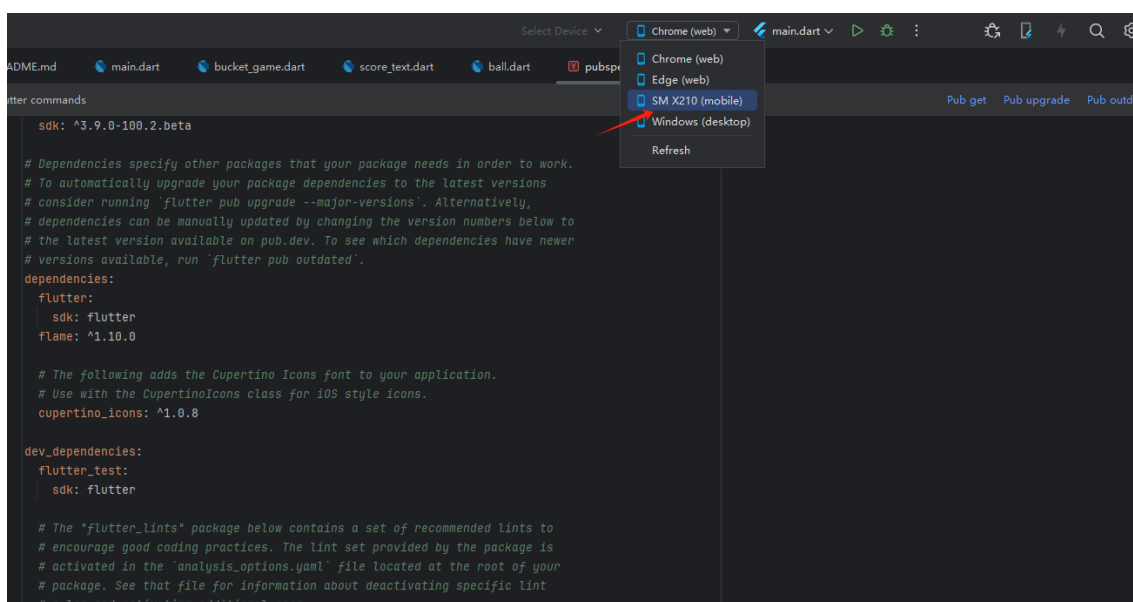 Select Device
Chrome (web)
main.dart
ADME.md
main.dart
bucket_game.dart
score_text.dart
ball.dart
pubspe
Chrome (web)
Edge (web)
SM X210 (mobile)
Windows (desktop)
Refresh
utter commands
Pub get
Pub upgrade
Pub outd
sdk: ^3.9.0-100.2.beta
# Dependencies specify other packages that your package needs in order to work.
# To automatically upgrade your package dependencies to the latest versions
# consider running `flutter pub upgrade --major-versions`. Alternatively,
# dependencies can be manually updated by changing the version numbers below to
# the latest version available on pub.dev. To see which dependencies have newer
# versions available, run `flutter pub outdated`.
dependencies:
flutter:
sdk: flutter
flame: ^1.10.0
# The following adds the Cupertino Icons font to your application.
# Use with the CupertinoIcons class for iOS style icons.
cupertino_icons: ^1.0.8
dev_dependencies:
flutter_test:
sdk: flutter
# The "flutter_lints" package below contains a set of recommended lints to
# encourage good coding practices. The lint set provided by the package is
# activated in the `analysis_options.yaml` file located at the root of your
# package. See that file for information about deactivating specific lint